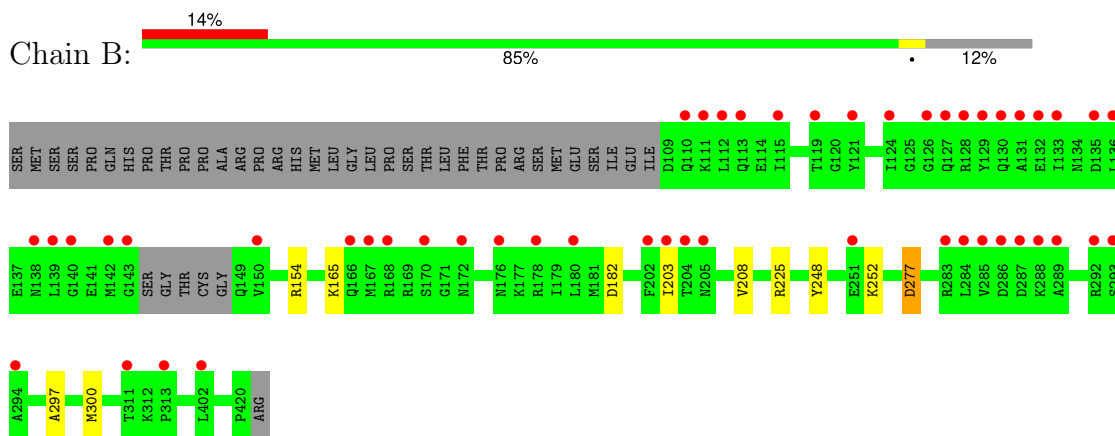 14%
Chain B:
85%
•
12%
SER MET SER SER PRO GLN HIS PRO THR PRO PRO ALA ARG PRO ARG HIS MET LEU GLY LEU PRO SER THR LEU PHE THR PRO ARG SER MET GLU SER ILE GLU ILE D109 Q110 K111 L112 Q113 E114 I115 T119 G120 Y121 I124 G125 G126 Q127 R128 Y129 Q130 A131 E132 I133 N134 D135 L136
E137 N138 L139 G140 E141 M142 G143 SER GLY THR CYS GLY Q149 V150 R154 K165 Q166 M167 R168 R169 S170 G171 N172 N176 K177 R178 I179 L180 M181 D182 F202 I203 T204 N205 V208 R225 Y248 E251 K252 D277 R283 L284 V285 D286 D287 K288 A289 R292 S293
A294 A297 M300 T311 K312 P313 L402 P420 ARG